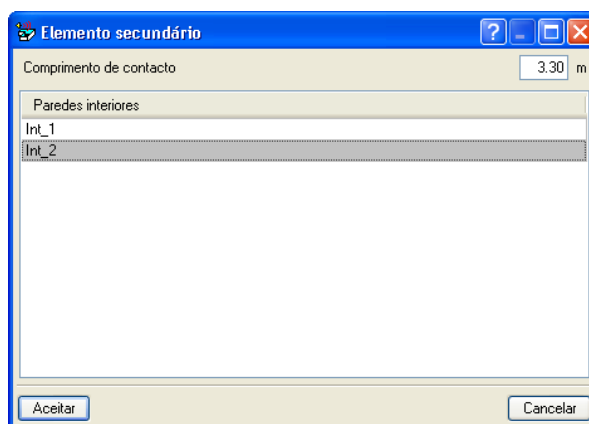 Elemento secundário
Comprimento de contacto 3.30 m
Paredes interiores
Int_1
Int_2
Aceitar Cancelar